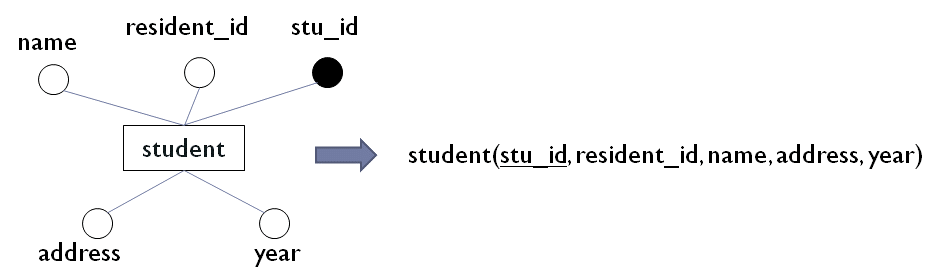 name
resident_id
stu_id
student
student(stu_id, resident_id, name, address, year)
address
year